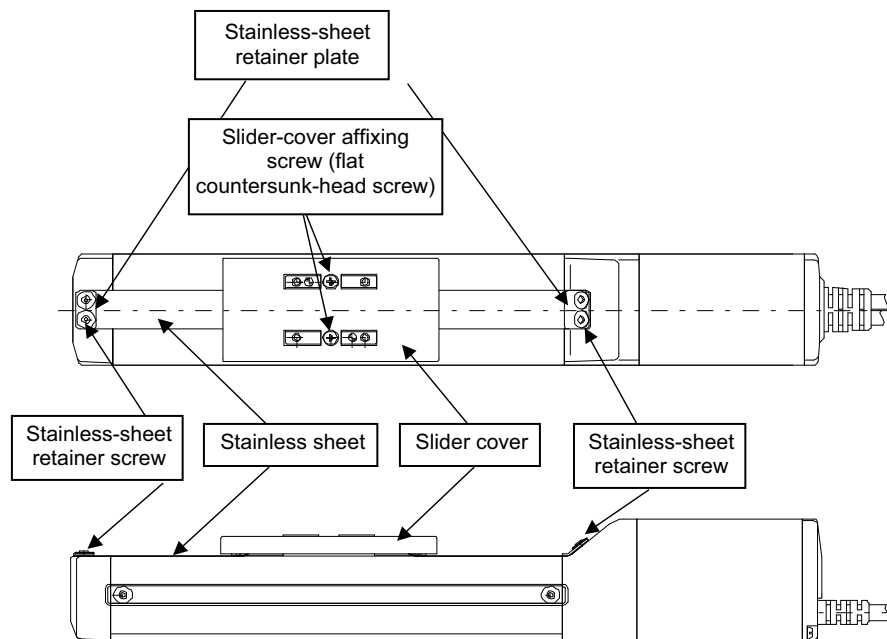 Stainless-sheet
retainer plate
Slider-cover affixing
screw (flat
countersunk-head screw)
Stainless-sheet
retainer screw
Stainless sheet
Slider cover
Stainless-sheet
retainer screw